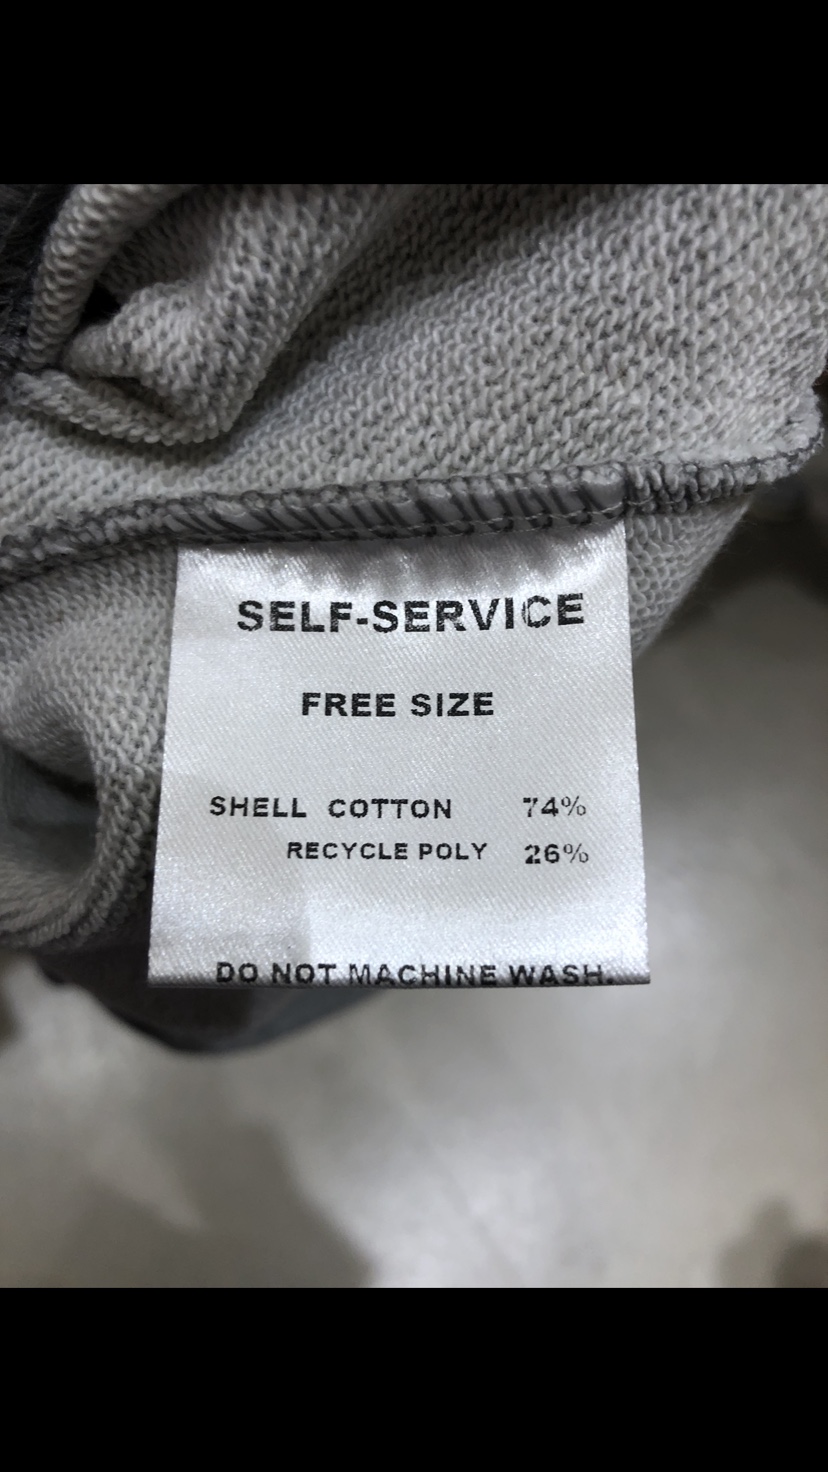 SELF-SERVICE
FREE SIZE
SHELL COTTON 74%
RECYCLE POLY 26%
DO NOT MACHINE WASH.